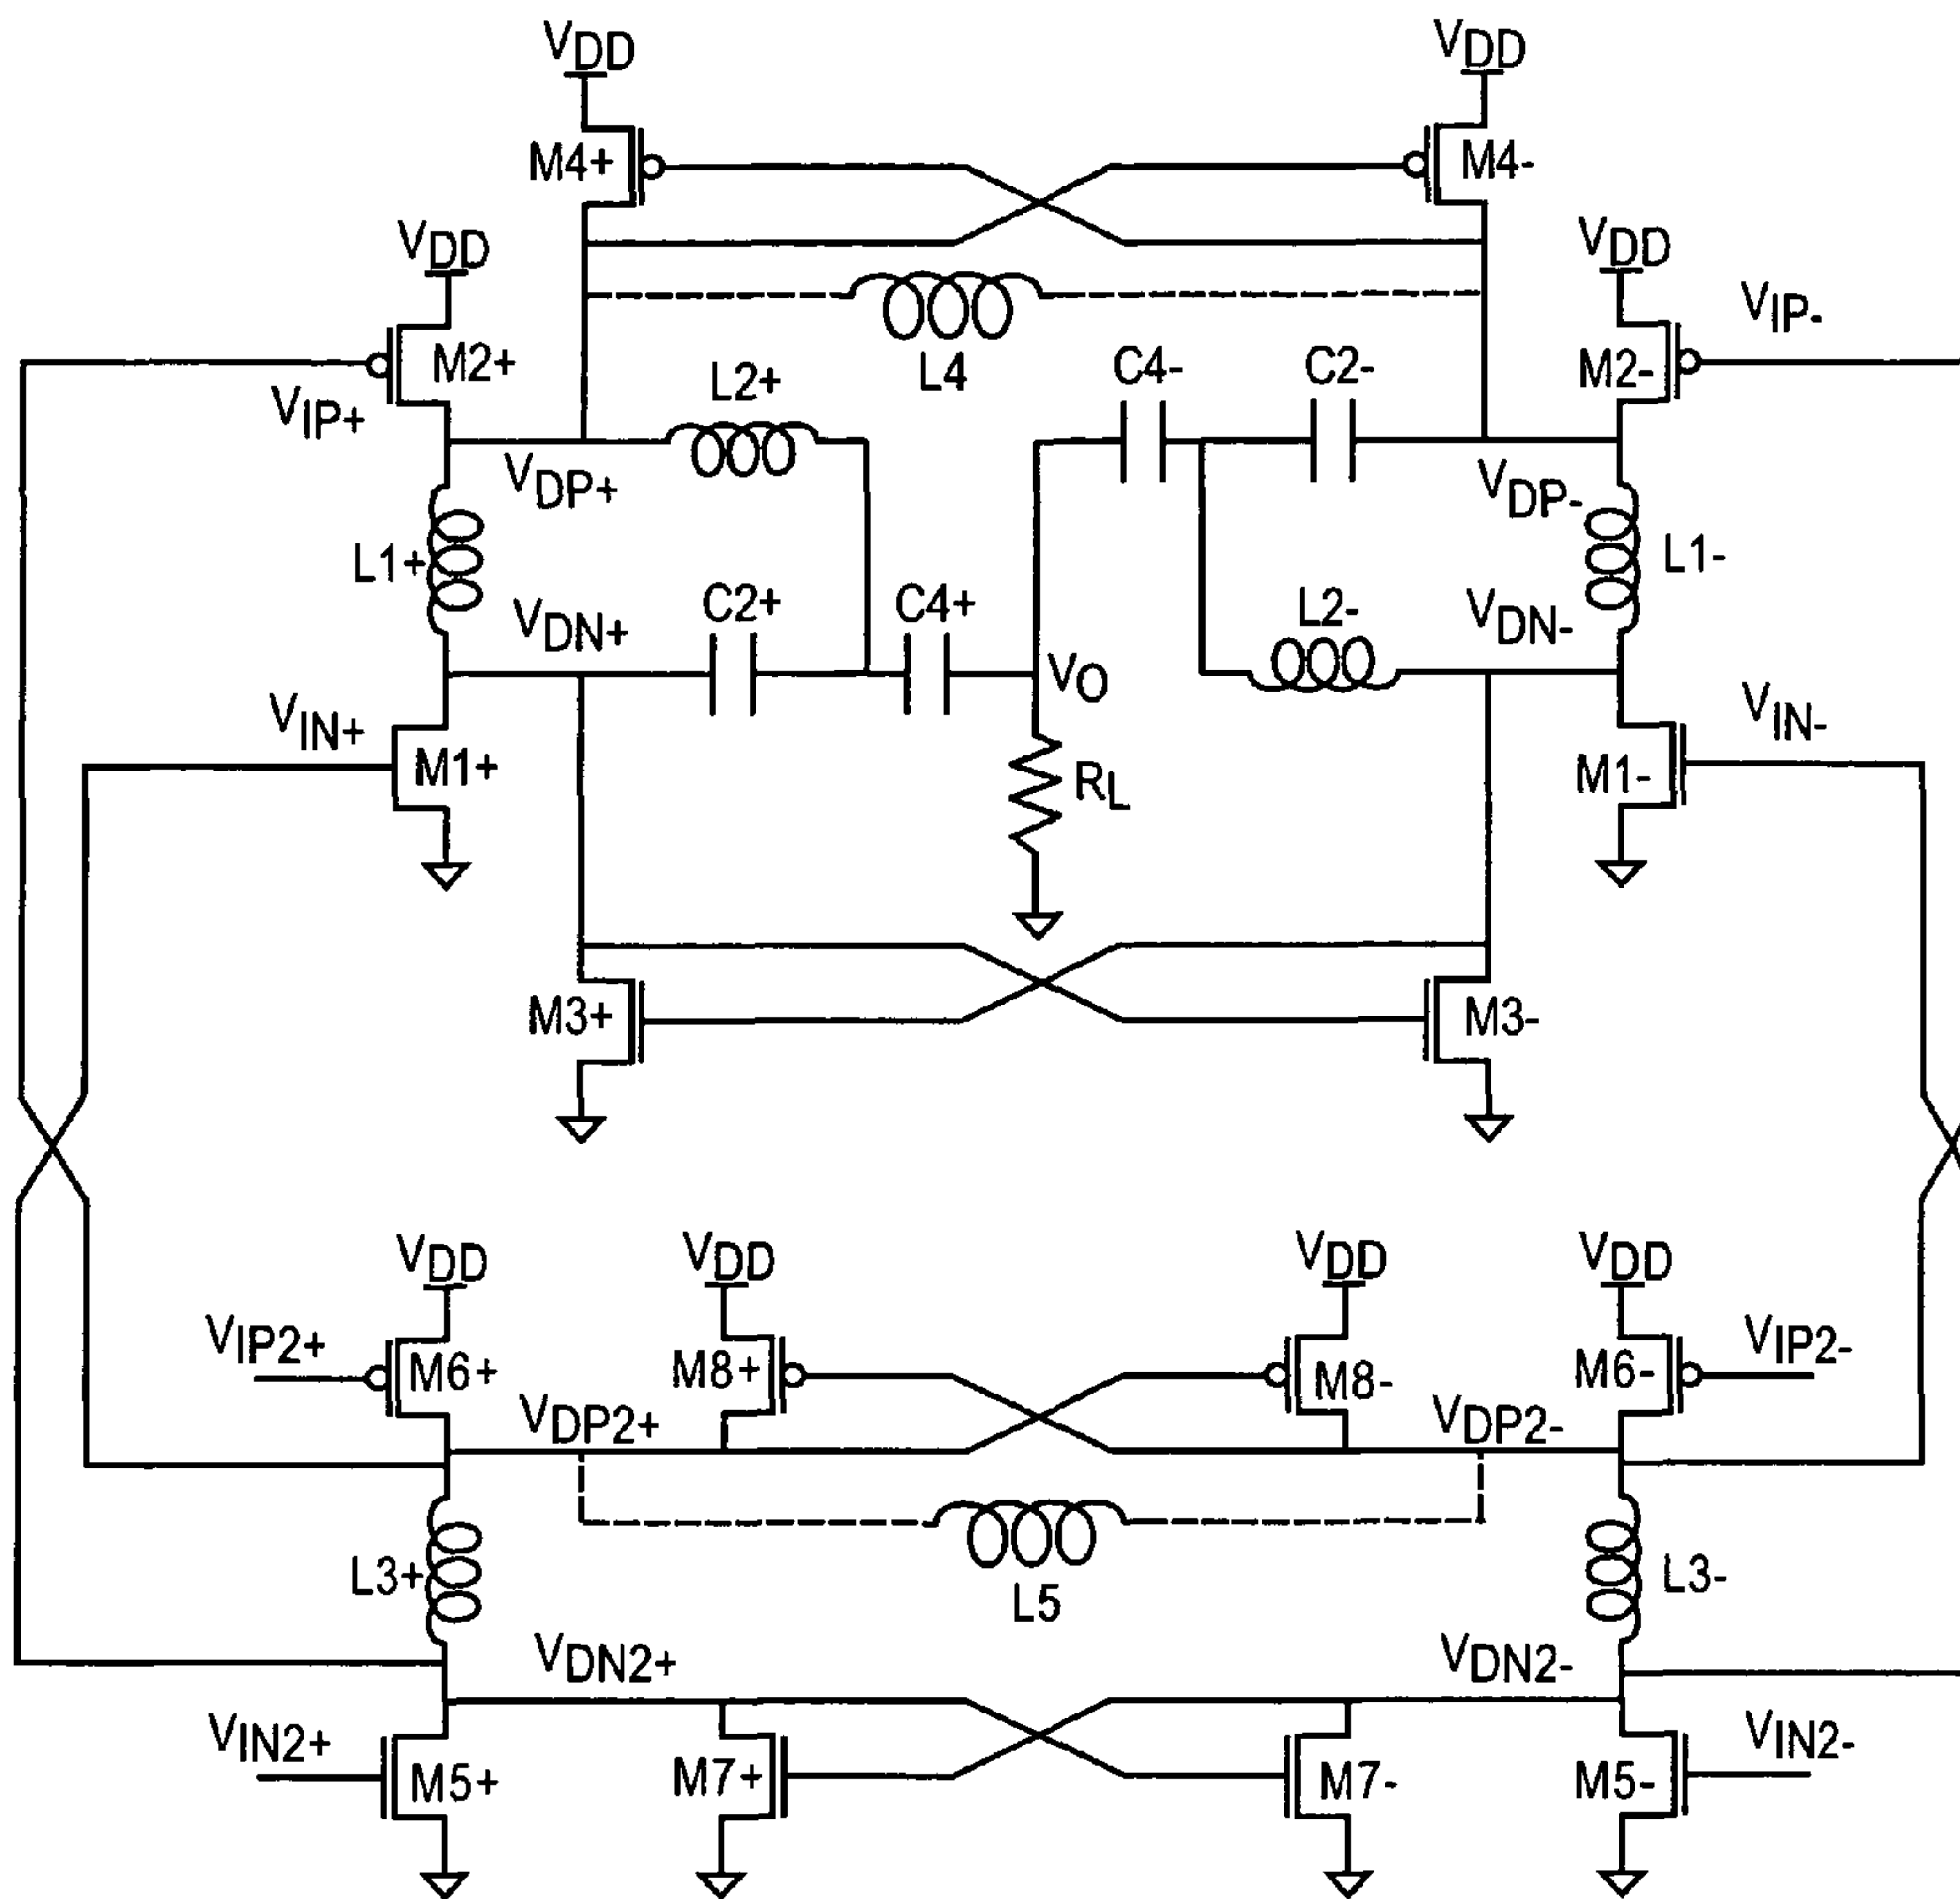 VDD VDD
M4+ M4-
VDD VDD
VIP-
M2+ L2+ L4 C4- C2- M2-
VIP+
VDP+ VDP-
L1+ L1-
VDN+ C2+ C4+ L2- VDN-
VO
VIN+ VIN-
M1+ RL M1-
M3+ M3-
VDD VDD VDD VDD
VIP2+ VIP2-
M6+ M8+ M8- M6-
VDP2+ VDP2-
L3+ L5 L3-
VDN2+ VDN2-
VIN2+ VIN2-
M5+ M7+ M7- M5-